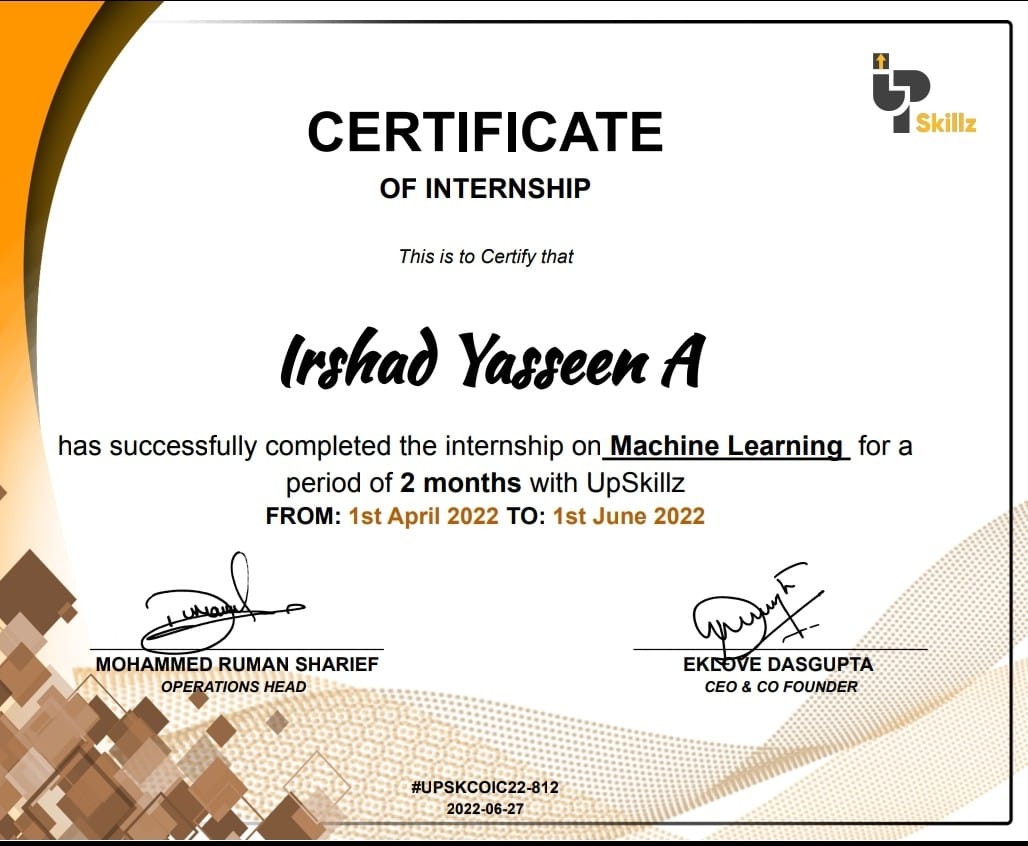 UP
Skillz
CERTIFICATE
OF INTERNSHIP
This is to Certify that
Irshad Yasseen A
has successfully completed the internship on Machine Learning for a
period of 2 months with UpSkillz
FROM: 1st April 2022 TO: 1st June 2022
MOHAMMED RUMAN SHARIEF
OPERATIONS HEAD
EKLOVE DASGUPTA
CEO & CO FOUNDER
#UPSKCOIC22-812
2022-06-27